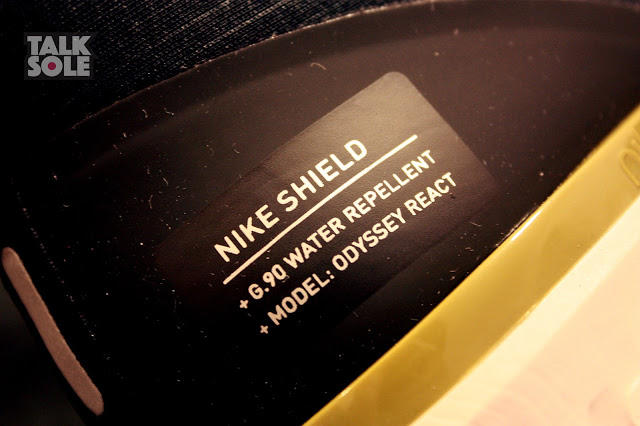 TALK
SOLE
NIKE SHIELD
+ G.90 WATER REPELLENT
+ MODEL: ODYSSEY REACT